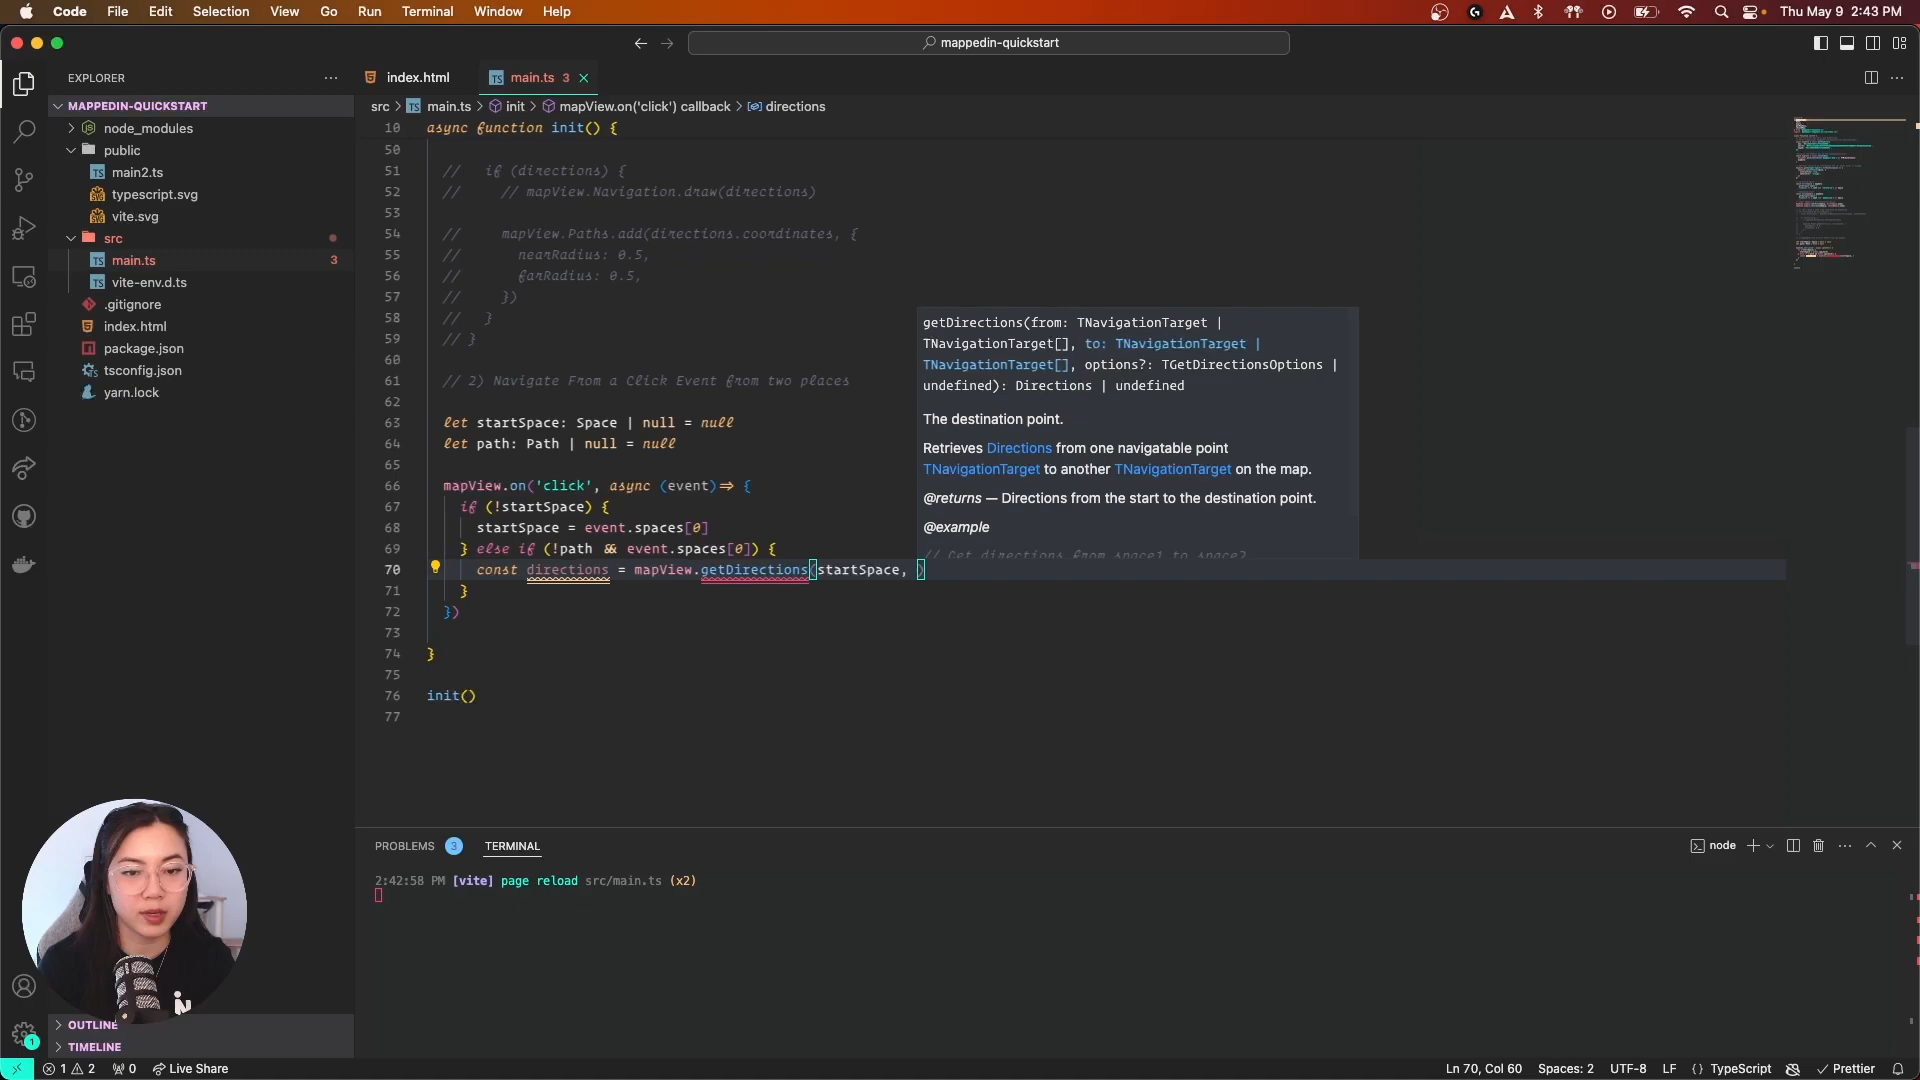 Code File Edit Selection View Go Run Terminal Window Help
Thu May 9 2:43 PM
mappedin-quickstart
EXPLORER
MAPPEDIN-QUICKSTART
node_modules
public
main2.ts
typescript.svg
vite.svg
src
main.ts 3
vite-env.d.ts
.gitignore
index.html
package.json
tsconfig.json
yarn.lock
OUTLINE
TIMELINE
index.html
main.ts 3
src > main.ts > init > mapView.on('click') callback > directions
10 async function init() {
50
51 // if (directions) {
52 // // mapView.Navigation.draw(directions)
53
54 // mapView.Paths.add(directions.coordinates, {
55 // nearRadius: 0.5,
56 // farRadius: 0.5,
57 // })
58 // }
59 // }
60
61 // 2) Navigate From a Click Event from two places
62
63 let startSpace: Space | null = null
64 let path: Path | null = null
65
66 mapView.on('click', async (event)=> {
67 if (!startSpace) {
68 startSpace = event.spaces[0]
69 } else if (!path && event.spaces[0]) {
70 const directions = mapView.getDirections(startSpace, )
71 }
72 })
73
74 }
75
76 init()
77
getDirections(from: TNavigationTarget |
TNavigationTarget[], to: TNavigationTarget |
TNavigationTarget[], options?: TGetDirectionsOptions |
undefined): Directions | undefined
The destination point.
Retrieves Directions from one navigatable point
TNavigationTarget to another TNavigationTarget on the map.
@returns — Directions from the start to the destination point.
@example
// Get directions from space1 to space2
PROBLEMS 3 TERMINAL
node
2:42:58 PM [vite] page reload src/main.ts (x2)
1
1 2 0 Live Share
Ln 70, Col 60 Spaces: 2 UTF-8 LF {} TypeScript Prettier